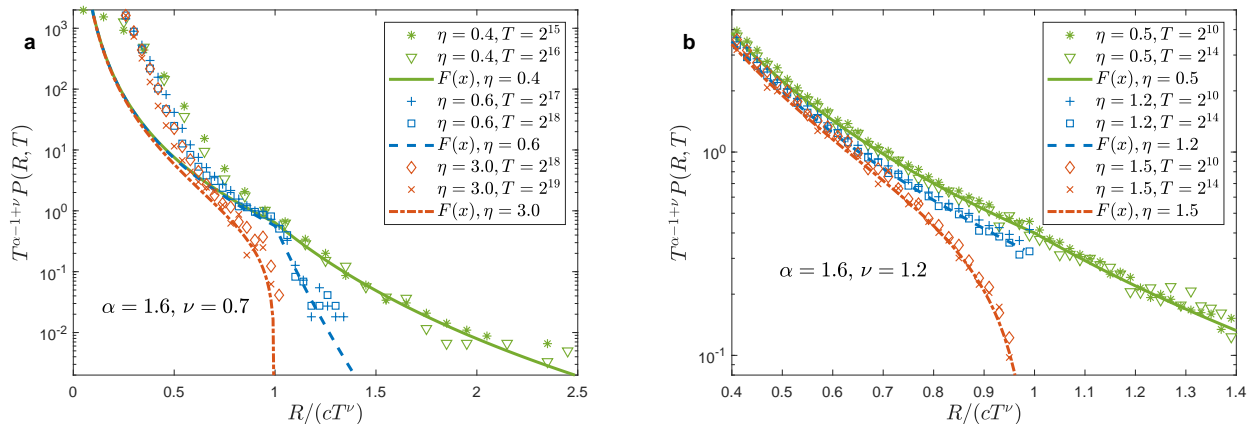 a
T^{α−1+ν}P(R, T)
10^3
10^2
10^1
10^0
10^{-1}
10^{-2}
η = 0.4, T = 2^{15}
η = 0.4, T = 2^{16}
F(x), η = 0.4
η = 0.6, T = 2^{17}
η = 0.6, T = 2^{18}
F(x), η = 0.6
η = 3.0, T = 2^{18}
η = 3.0, T = 2^{19}
F(x), η = 3.0
α = 1.6, ν = 0.7
0 0.5 1 1.5 2 2.5
R/(cT^ν)
b
T^{α−1+ν}P(R, T)
10^0
10^{-1}
η = 0.5, T = 2^{10}
η = 0.5, T = 2^{14}
F(x), η = 0.5
η = 1.2, T = 2^{10}
η = 1.2, T = 2^{14}
F(x), η = 1.2
η = 1.5, T = 2^{10}
η = 1.5, T = 2^{14}
F(x), η = 1.5
α = 1.6, ν = 1.2
0.4 0.5 0.6 0.7 0.8 0.9 1 1.1 1.2 1.3 1.4
R/(cT^ν)